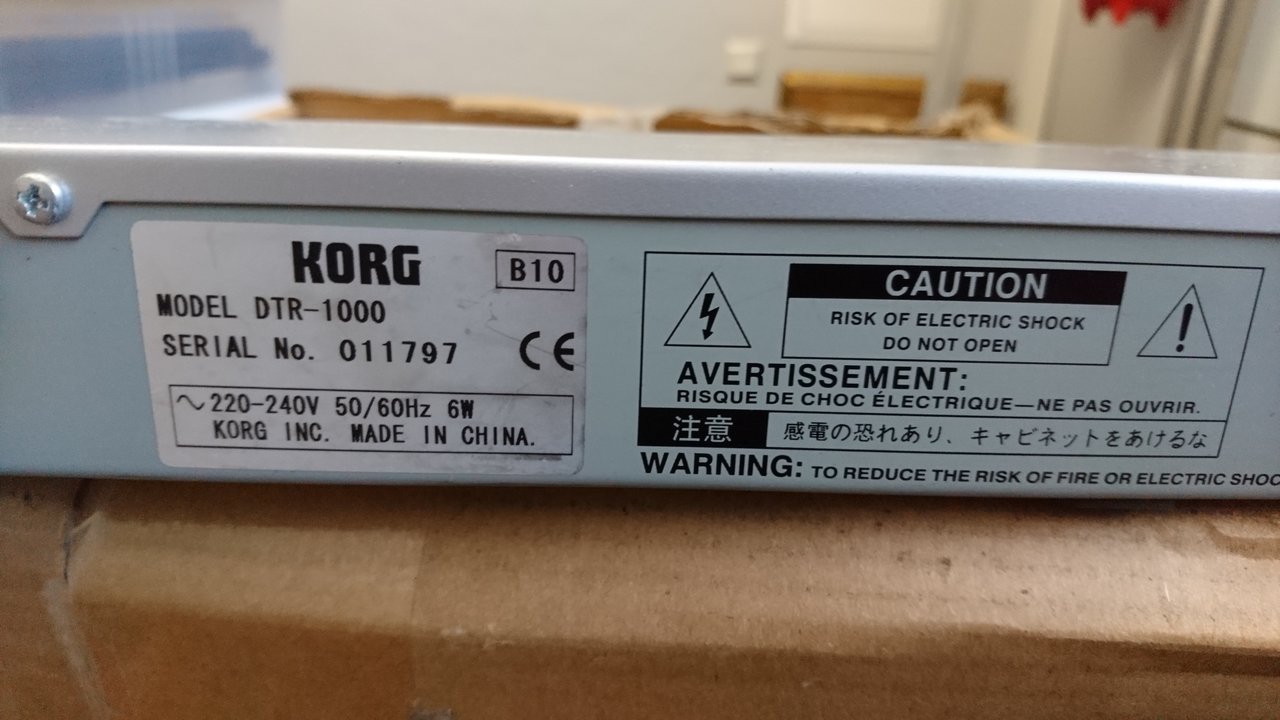 KORG
B10
MODEL DTR-1000
SERIAL No. 011797
CE
~220-240V 50/60Hz 6W
KORG INC. MADE IN CHINA.
CAUTION
RISK OF ELECTRIC SHOCK
DO NOT OPEN
AVERTISSEMENT:
RISQUE DE CHOC ÉLECTRIQUE—NE PAS OUVRIR.
注意 感電の恐れあり、キャビネットをあけるな
WARNING: TO REDUCE THE RISK OF FIRE OR ELECTRIC SHOC